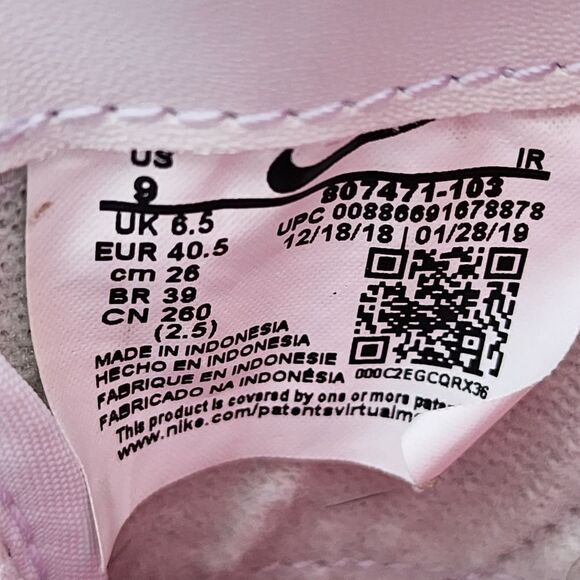 US
IR
9
807471-103
UK 6.5
UPC 00886691678878
EUR 40.5
12/18/18 | 01/28/19
cm 26
BR 39
CN 260
(2.5)
000C2EGCQRX36
MADE IN INDONESIA
HECHO EN INDONESIA
FABRIQUE EN INDONESIE
FABRICADO NA INDONÉSIA
This product is covered by one or more
www.nike.com/patents